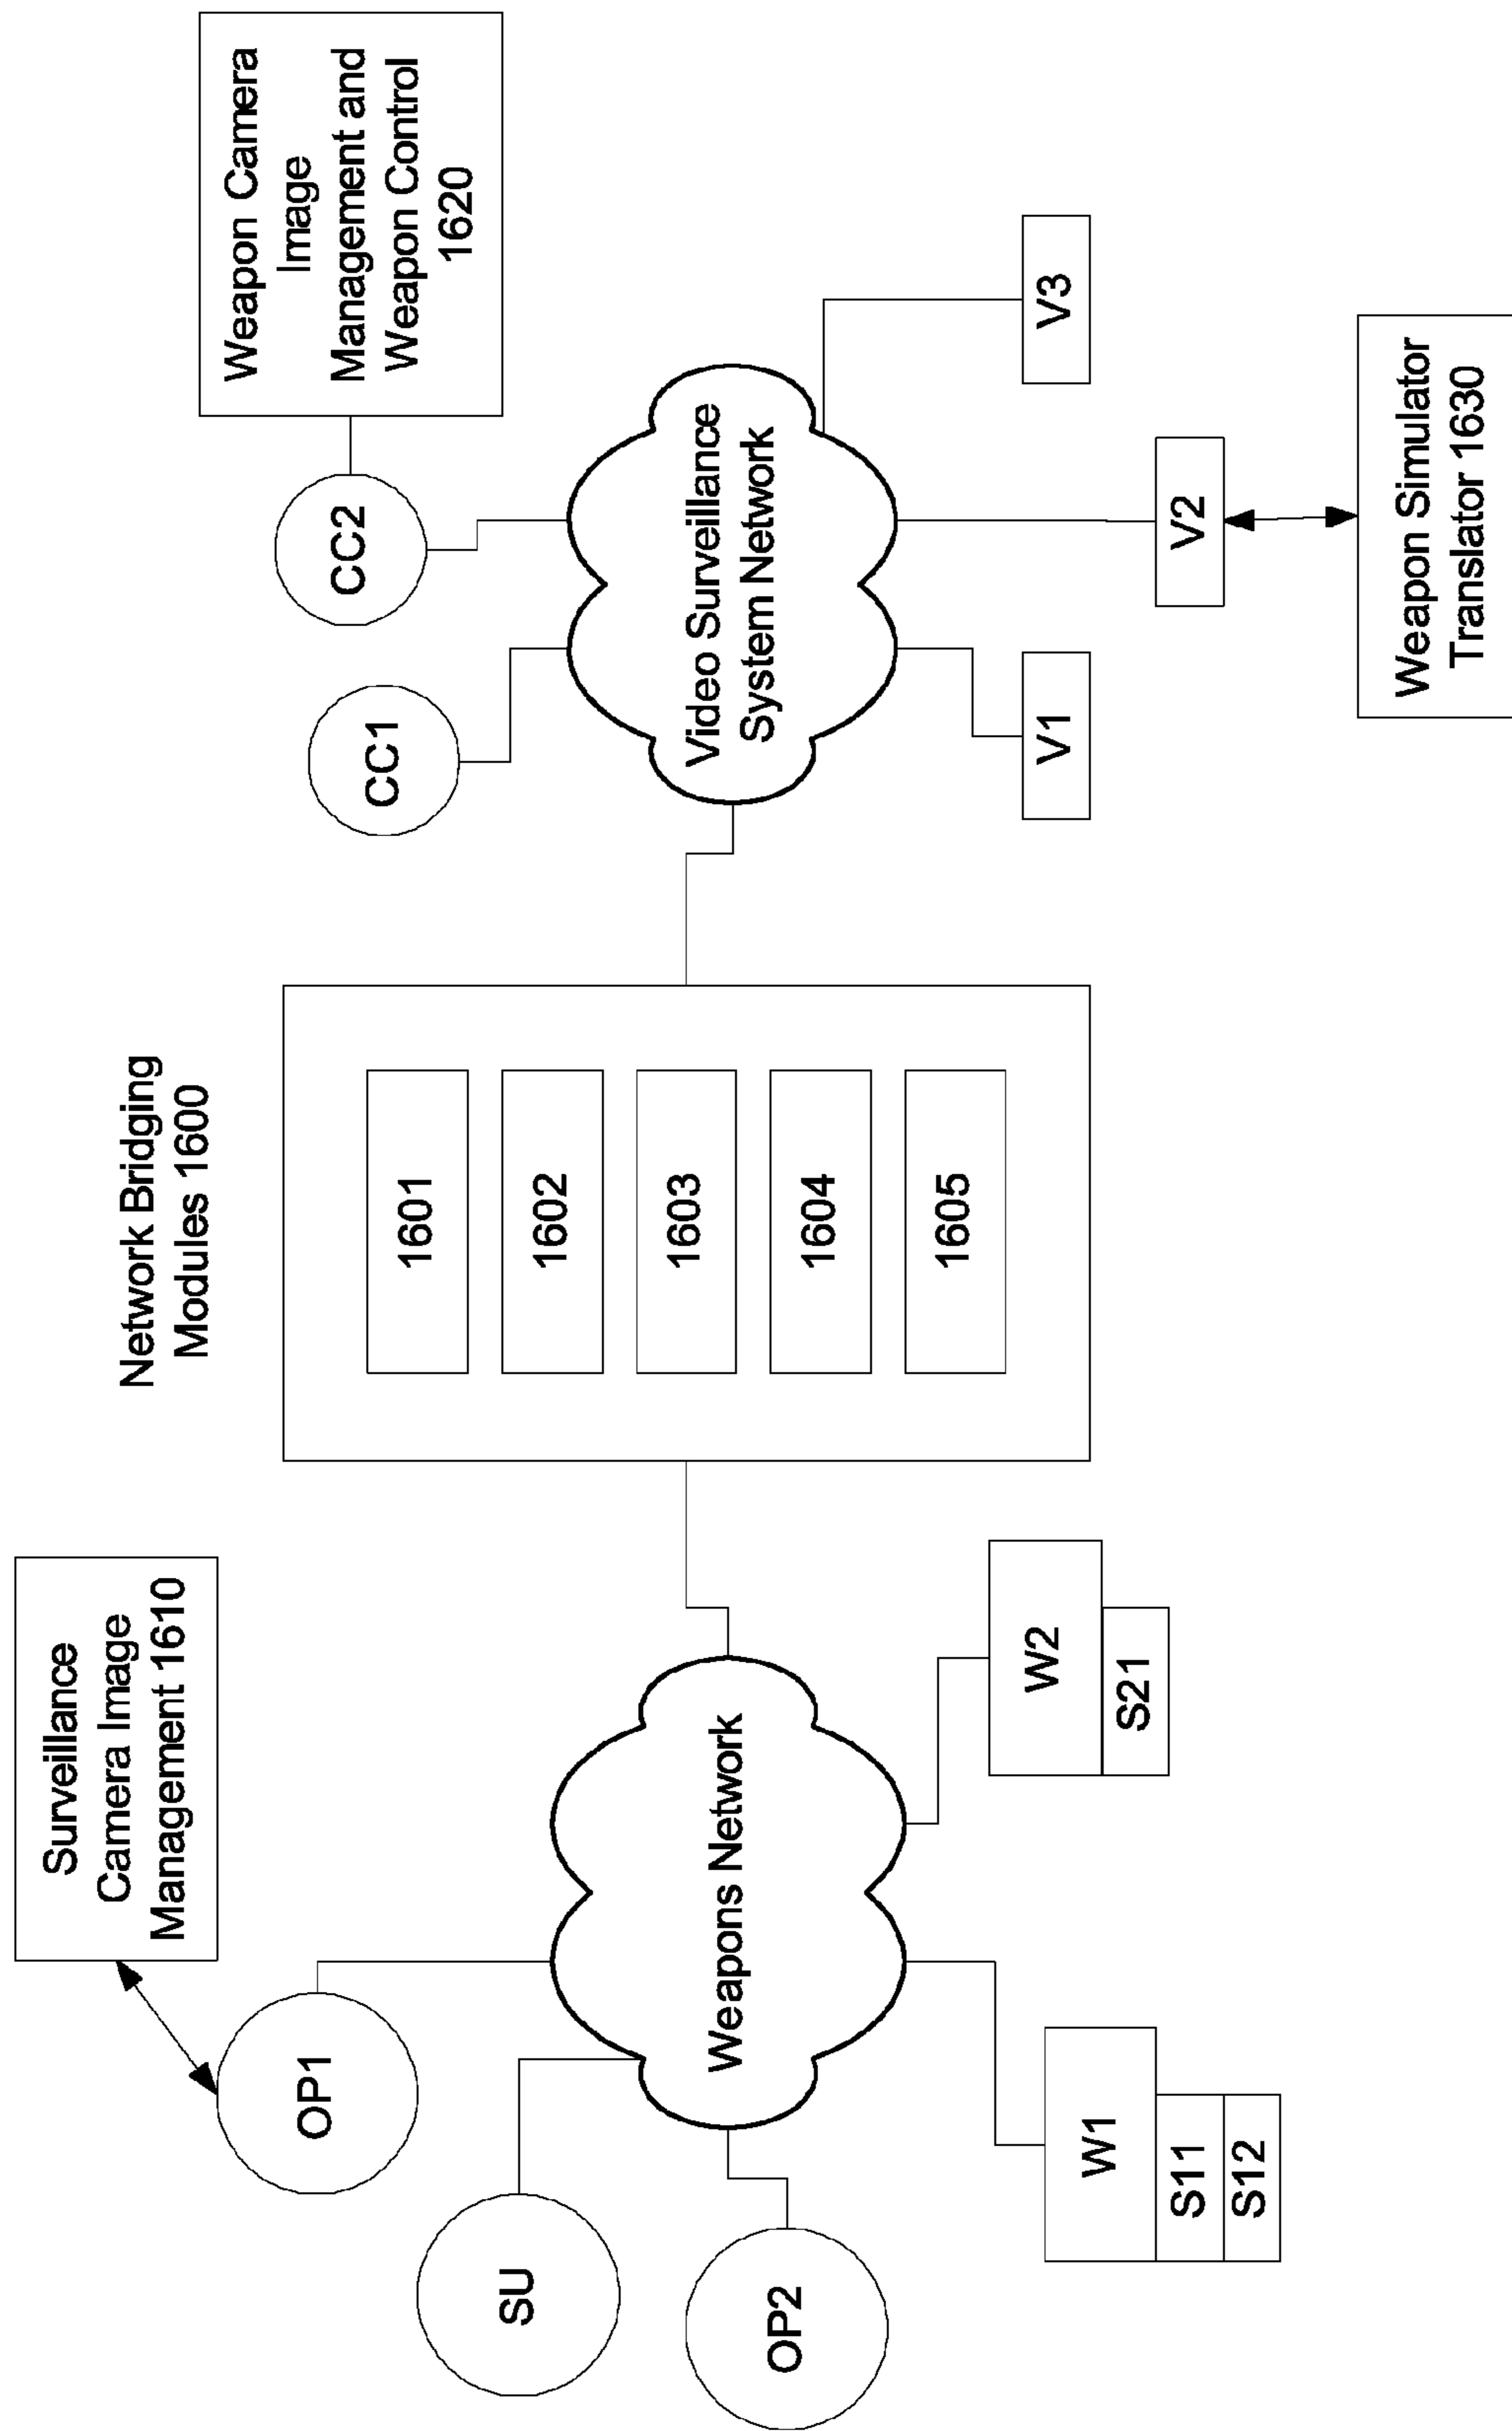 Surveillance
Camera Image
Management 1610
OP1
SU
OP2
Weapons Network
W1
S11
S12
W2
S21
Network Bridging
Modules 1600
1601
1602
1603
1604
1605
CC1
CC2
Weapon Camera
Image
Management and
Weapon Control
1620
Video Surveillance
System Network
V1
V2
V3
Weapon Simulator
Translator 1630